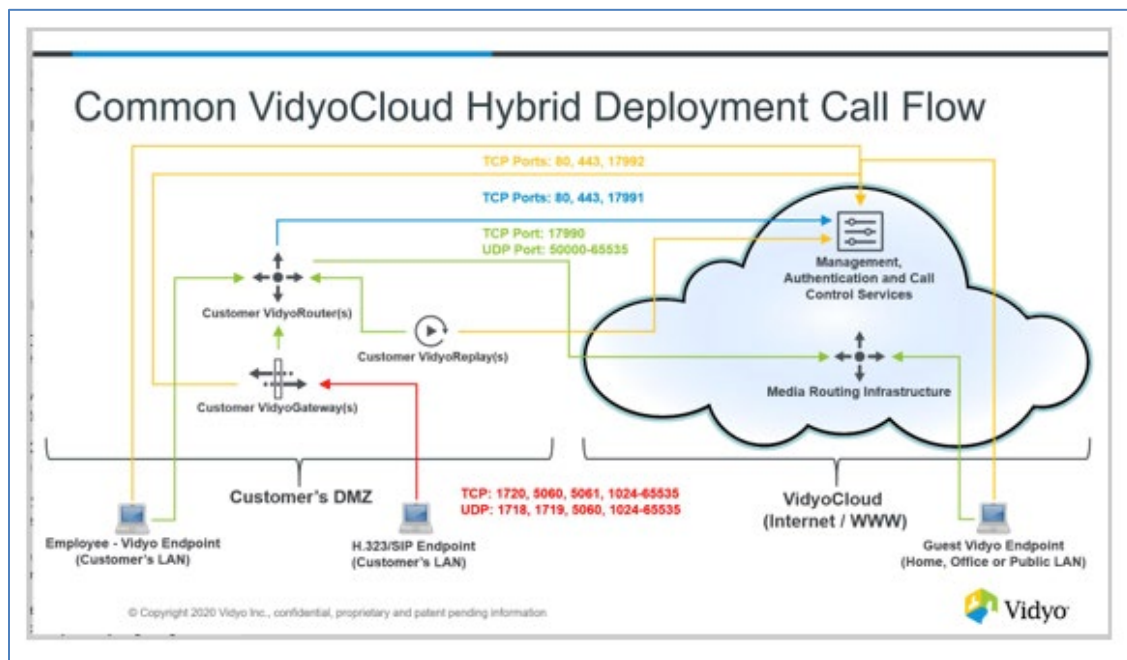 Common VidyoCloud Hybrid Deployment Call Flow
TCP Ports: 80, 443, 17992
TCP Ports: 80, 443, 17991
TCP Port: 17990
UDP Port: 50000-65535
Management,
Authentication and Call
Control Services
Customer VidyoRouter(s)
Customer VidyoReplay(s)
Media Routing Infrastructure
Customer VidyoGateway(s)
Customer's DMZ
TCP: 1720, 5060, 5061, 1024-65535
UDP: 1718, 1719, 5060, 1024-65535
VidyoCloud
(Internet / WWW)
Employee - Vidyo Endpoint
(Customer's LAN)
H.323/SIP Endpoint
(Customer's LAN)
Guest Vidyo Endpoint
(Home, Office or Public LAN)
© Copyright 2020 Vidyo Inc., confidential, proprietary and patent pending information
Vidyo